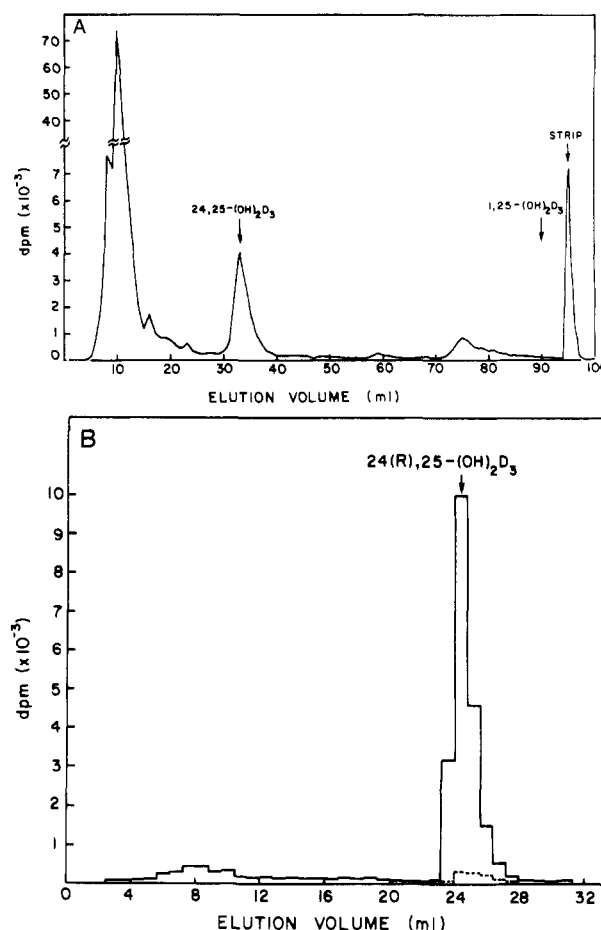 A
70
60
50
40
7
6
5
4
3
2
1
0
dpm (x10⁻³)
24,25-(OH)₂D₃
1,25-(OH)₂D₃
STRIP
10 20 30 40 50 60 70 80 90 100
ELUTION VOLUME (ml)
B
10
9
8
7
6
5
4
3
2
1
dpm (x10⁻³)
24(R),25-(OH)₂D₃
0 4 8 12 16 20 24 28 32
ELUTION VOLUME (ml)